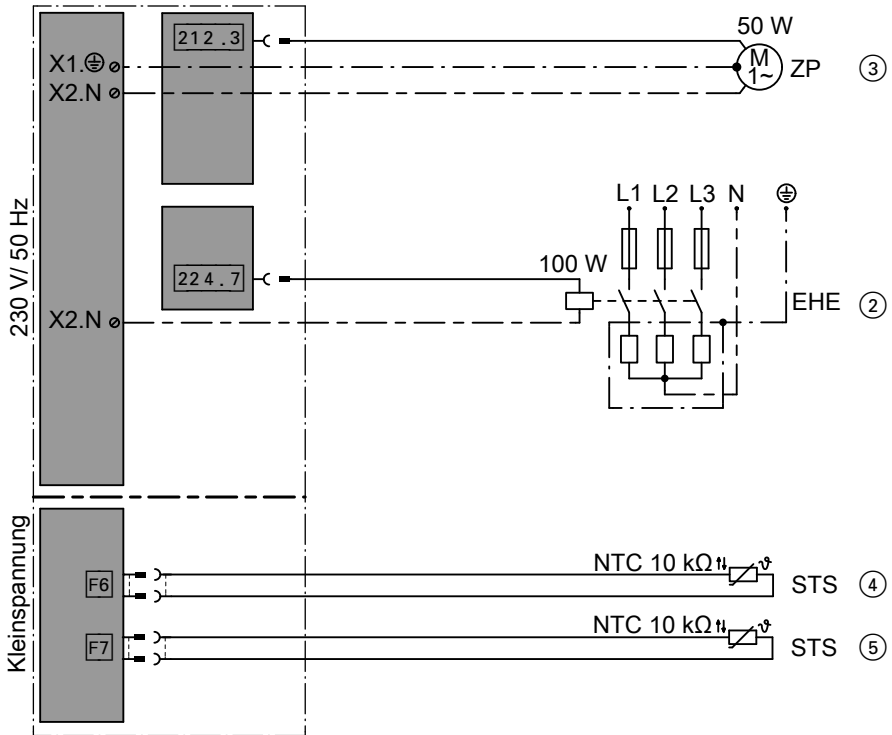 230 V/ 50 Hz
X1.
212.3
50 W
M
1~
ZP
3
X2.N
L1 L2 L3 N
224.7
100 W
X2.N
EHE
2
Kleinspannung
F6
NTC 10 kΩ
ϑ
STS
4
F7
NTC 10 kΩ
ϑ
STS
5